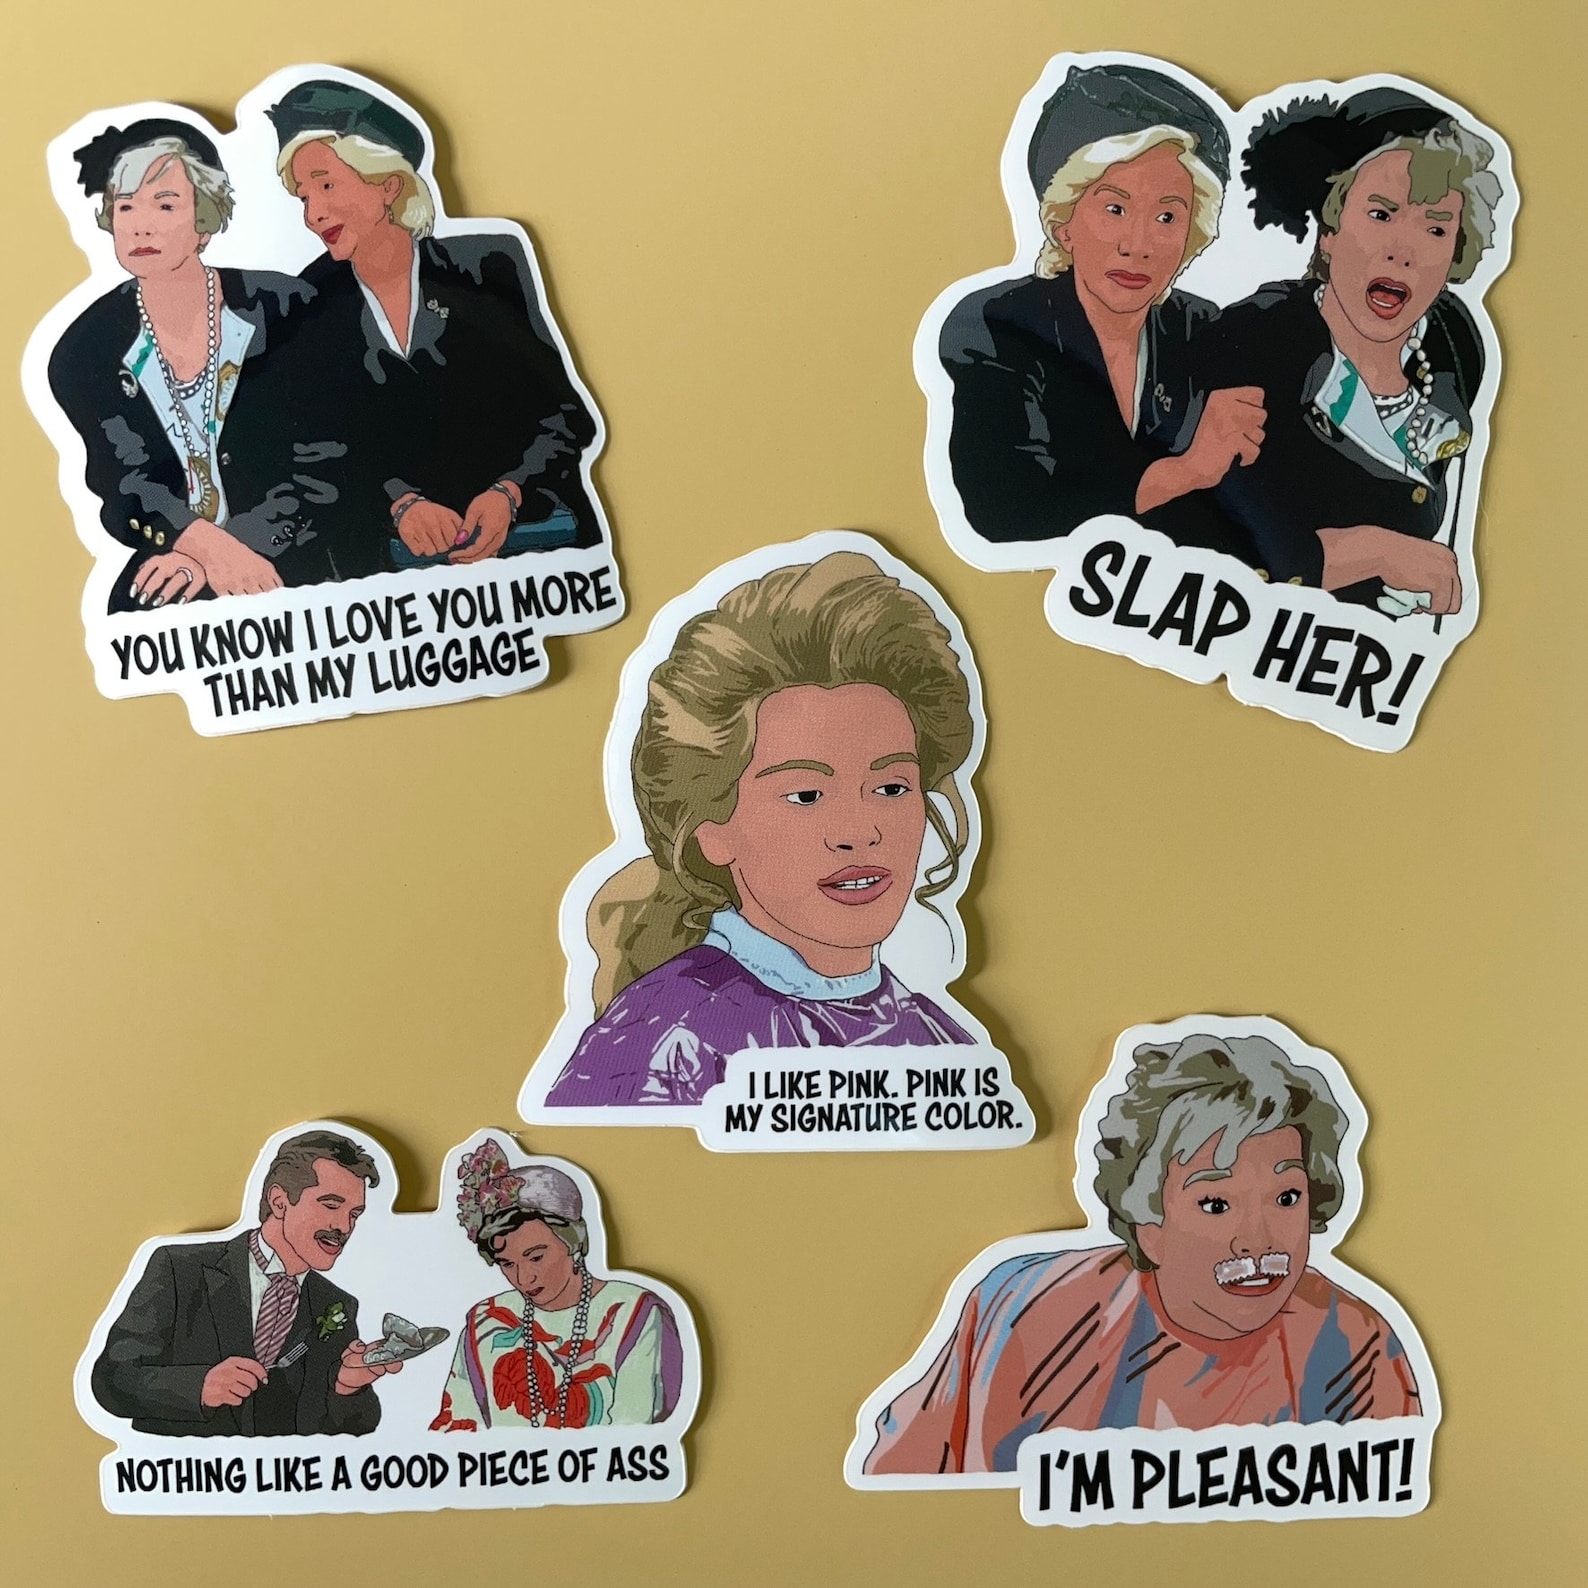 YOU KNOW I LOVE YOU MORE
THAN MY LUGGAGE
SLAP HER!
I LIKE PINK. PINK IS
MY SIGNATURE COLOR.
NOTHING LIKE A GOOD PIECE OF ASS
I'M PLEASANT!